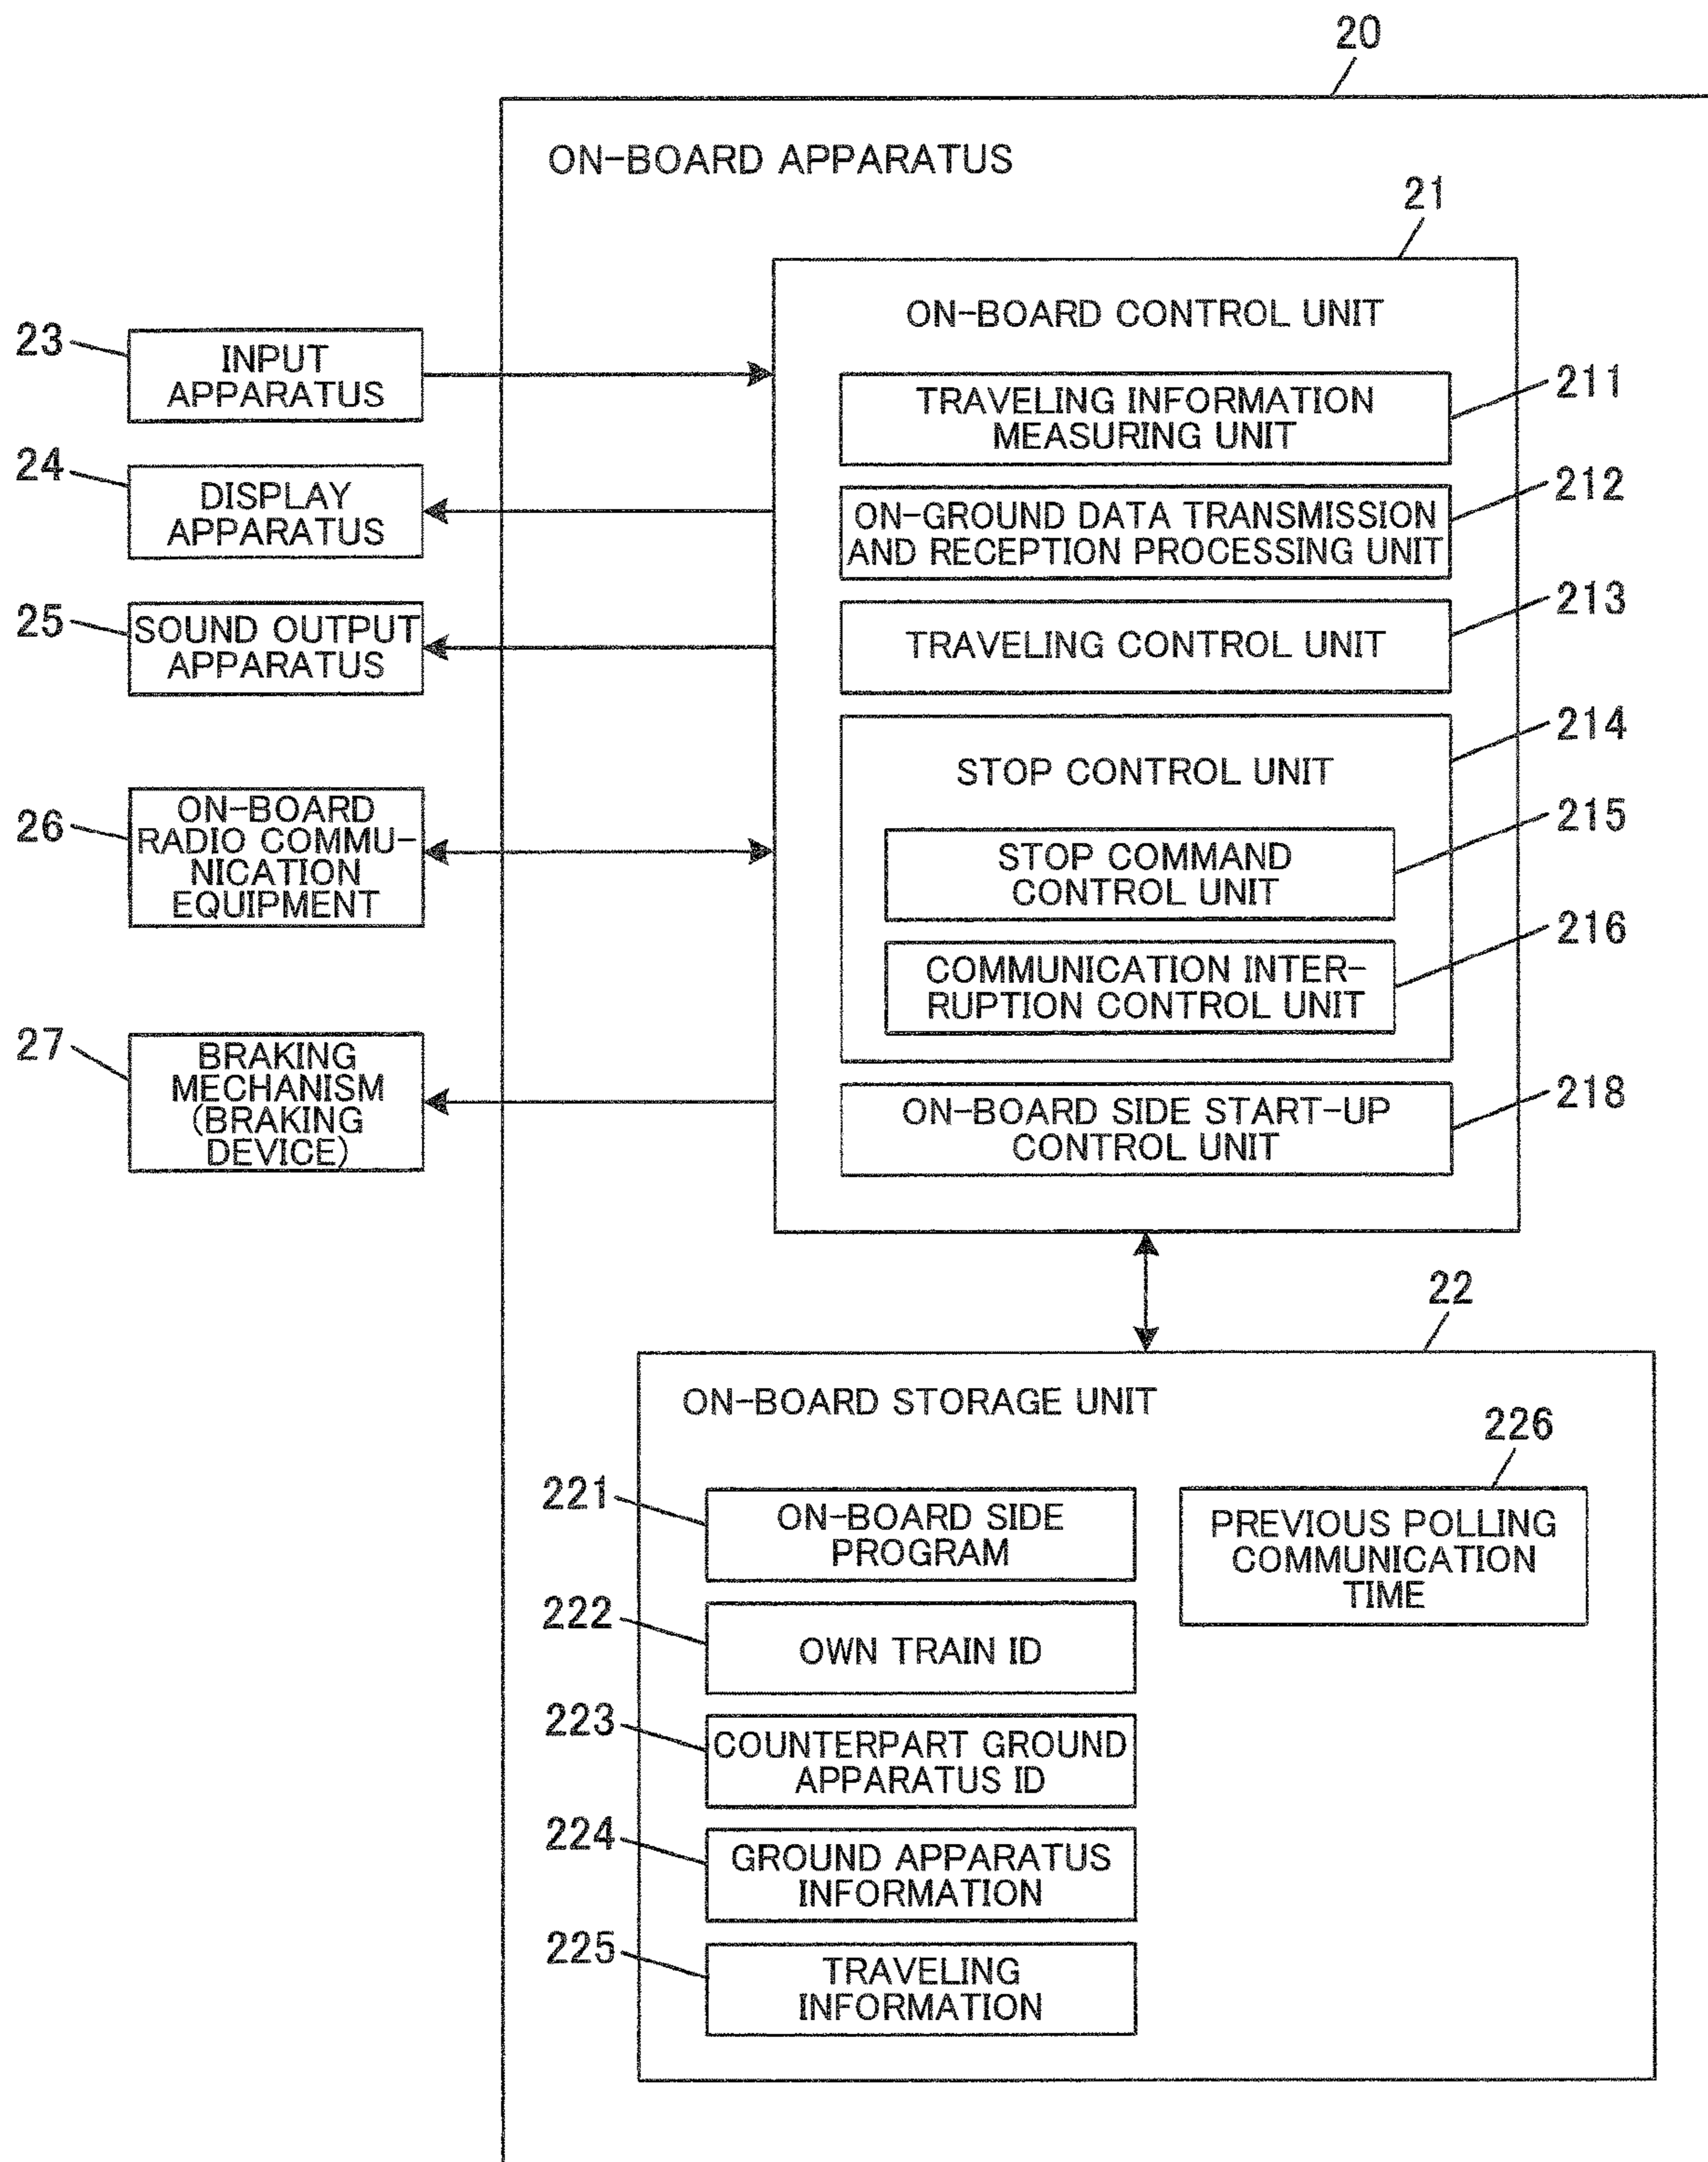 20
ON-BOARD APPARATUS
21
ON-BOARD CONTROL UNIT
23
INPUT
APPARATUS
211
TRAVELING INFORMATION
MEASURING UNIT
24
DISPLAY
APPARATUS
212
ON-GROUND DATA TRANSMISSION
AND RECEPTION PROCESSING UNIT
25
SOUND OUTPUT
APPARATUS
213
TRAVELING CONTROL UNIT
214
STOP CONTROL UNIT
26
ON-BOARD
RADIO COMMU-
NICATION
EQUIPMENT
215
STOP COMMAND
CONTROL UNIT
216
COMMUNICATION INTER-
RUPTION CONTROL UNIT
27
BRAKING
MECHANISM
(BRAKING
DEVICE)
218
ON-BOARD SIDE START-UP
CONTROL UNIT
22
ON-BOARD STORAGE UNIT
221
ON-BOARD SIDE
PROGRAM
226
PREVIOUS POLLING
COMMUNICATION
TIME
222
OWN TRAIN ID
223
COUNTERPART GROUND
APPARATUS ID
224
GROUND APPARATUS
INFORMATION
225
TRAVELING
INFORMATION